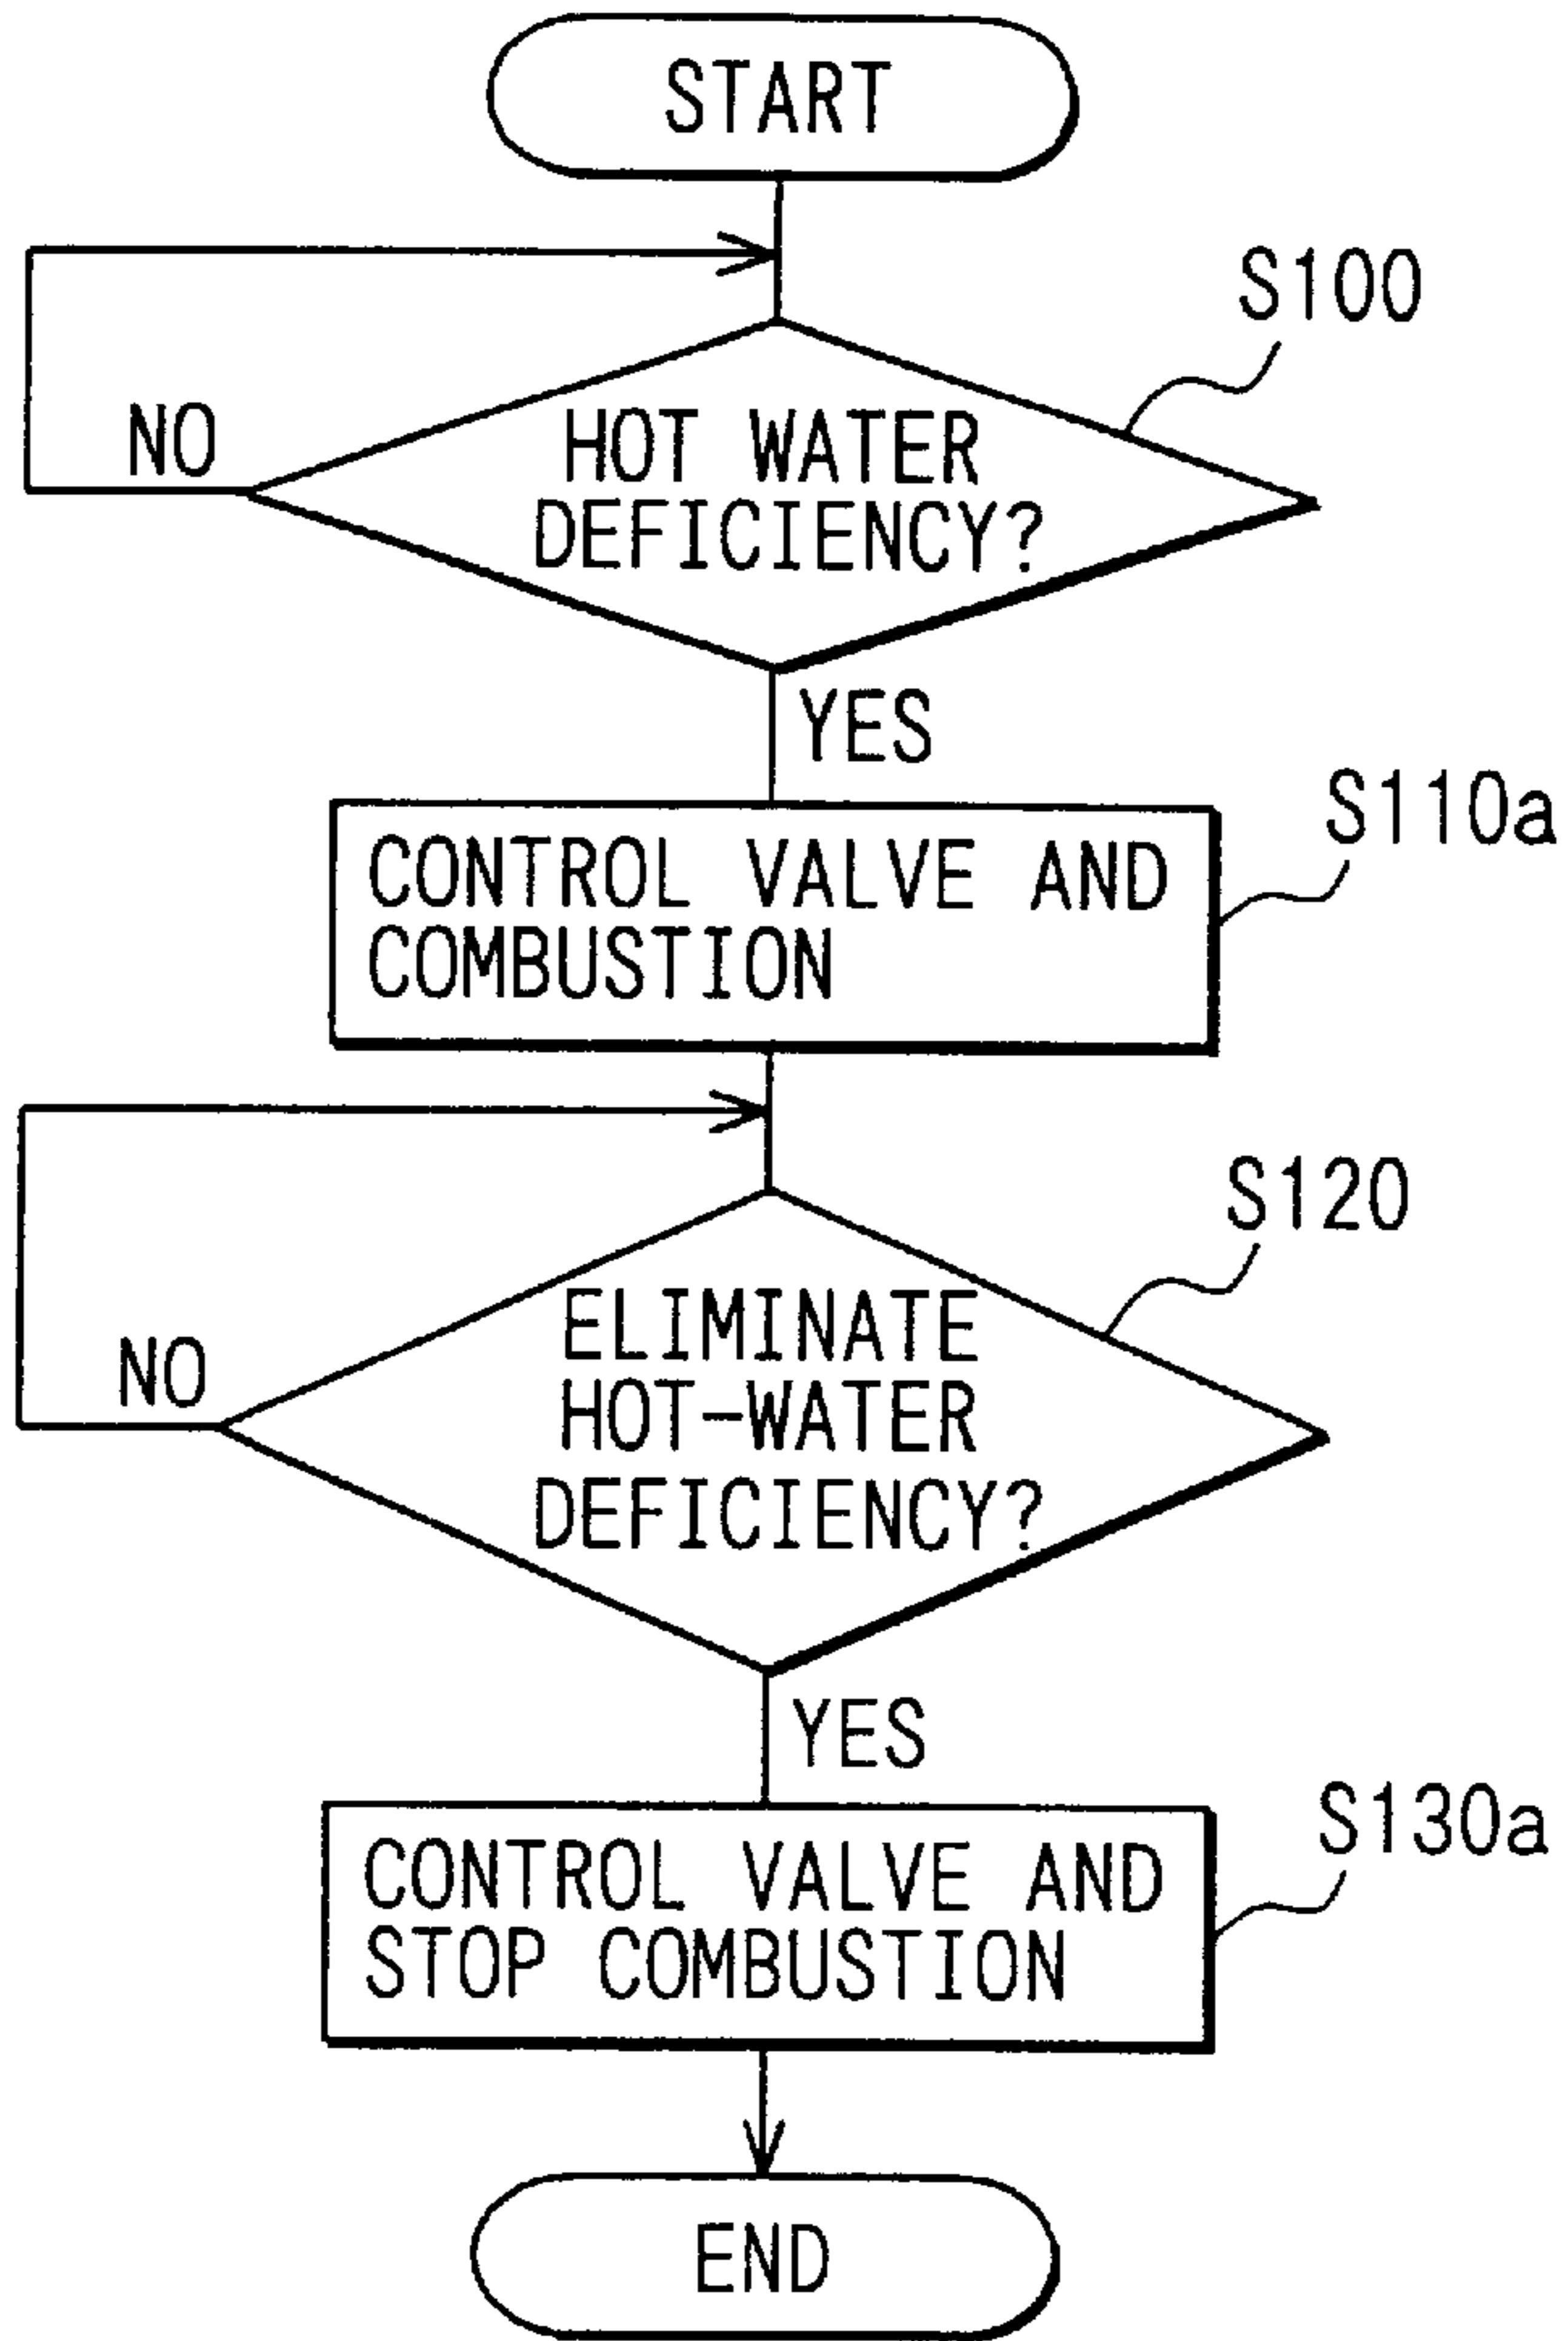 START
S100
NO
HOT WATER
DEFICIENCY?
YES
S110a
CONTROL VALVE AND
COMBUSTION
S120
ELIMINATE
NO
HOT-WATER
DEFICIENCY?
YES
S130a
CONTROL VALVE AND
STOP COMBUSTION
END